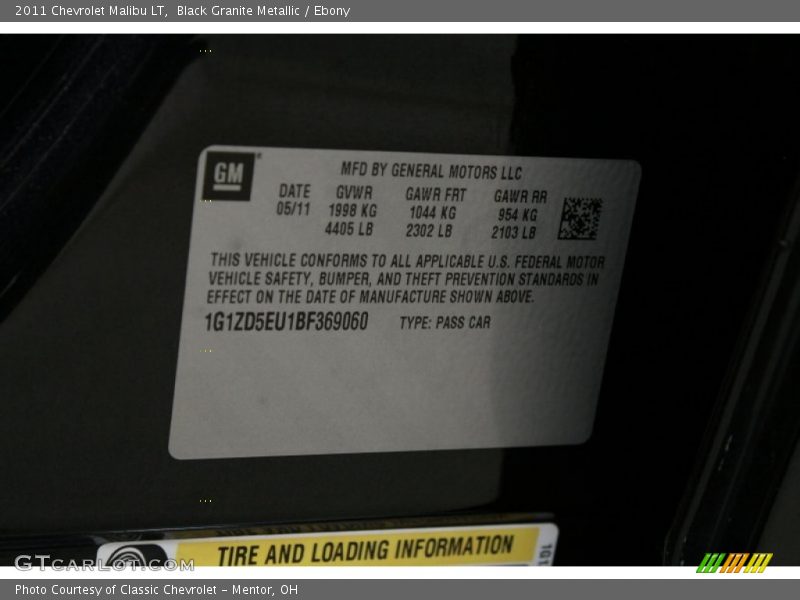 2011 Chevrolet Malibu LT, Black Granite Metallic / Ebony
GM
MFD BY GENERAL MOTORS LLC
DATE GVWR GAWR FRT GAWR RR
05/11 1998 KG 1044 KG 954 KG
4405 LB 2302 LB 2103 LB
THIS VEHICLE CONFORMS TO ALL APPLICABLE U.S. FEDERAL MOTOR
VEHICLE SAFETY, BUMPER, AND THEFT PREVENTION STANDARDS IN
EFFECT ON THE DATE OF MANUFACTURE SHOWN ABOVE.
1G1ZD5EU1BF369060 TYPE: PASS CAR
TIRE AND LOADING INFORMATION
GTcarLot.com
Photo Courtesy of Classic Chevrolet - Mentor, OH